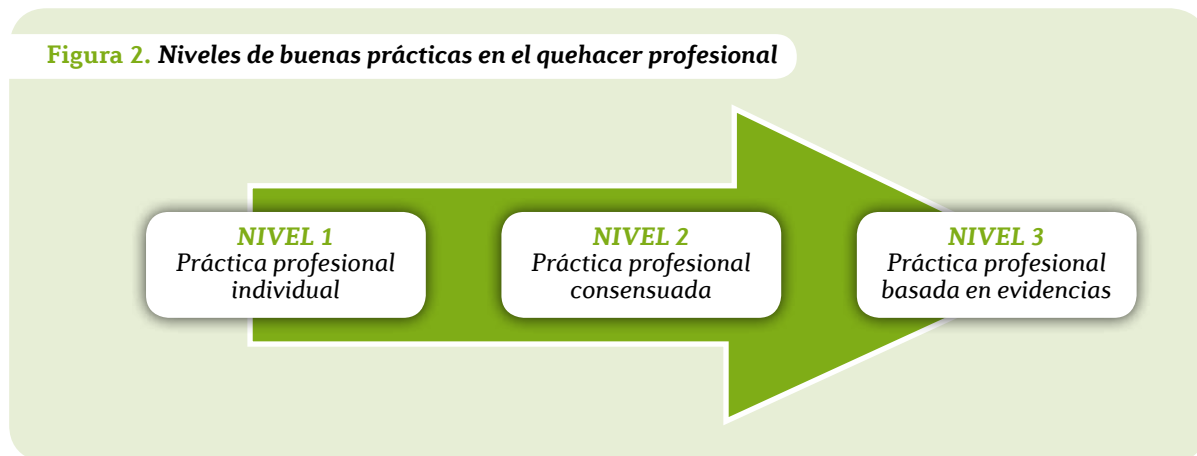 Figura 2. Niveles de buenas prácticas en el quehacer profesional
NIVEL 1
Práctica profesional
individual
NIVEL 2
Práctica profesional
consensuada
NIVEL 3
Práctica profesional
basada en evidencias